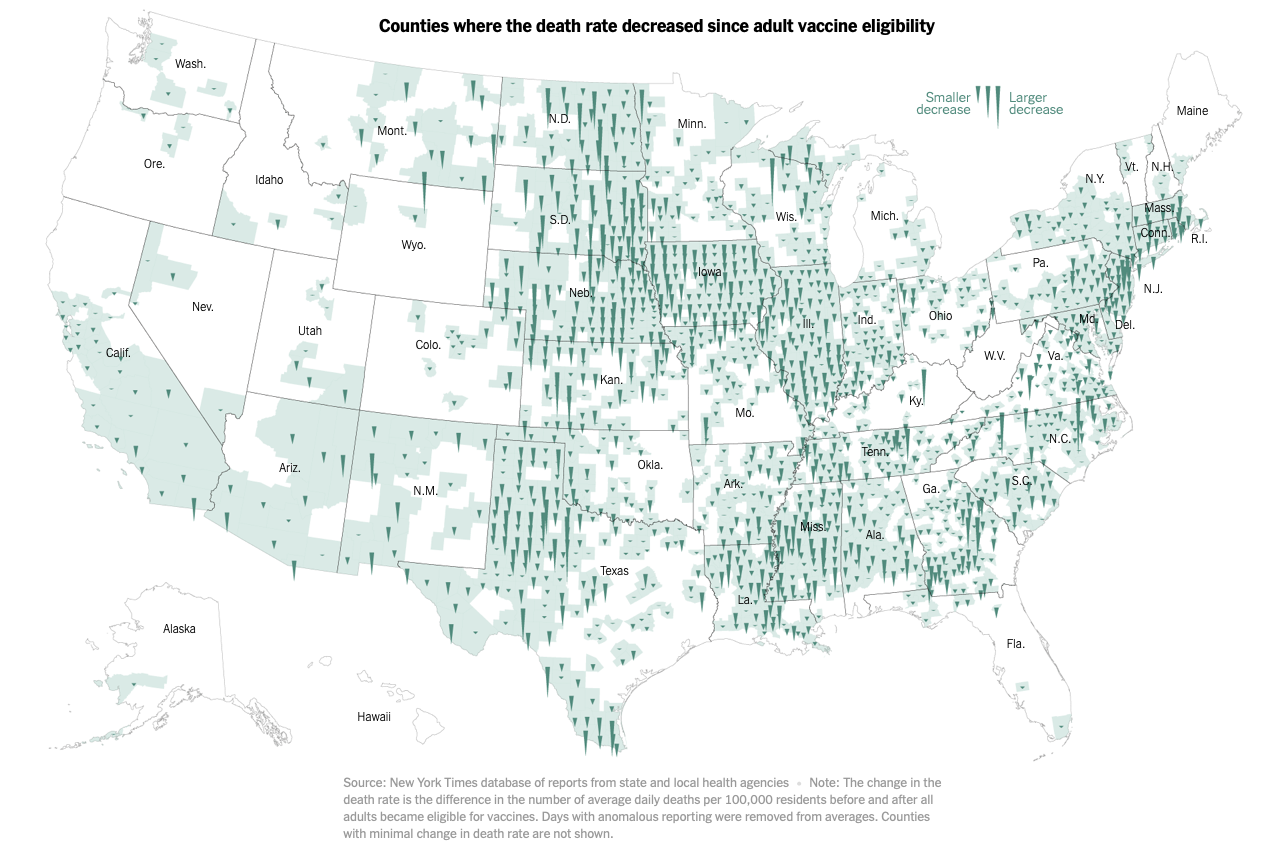 Counties where the death rate decreased since adult vaccine eligibility
Smaller decrease
Larger decrease
Wash.
Maine
N.D.
Minn.
Mont.
Ore.
Vt.
N.H.
Idaho
N.Y.
Mass.
S.D.
Wis.
Mich.
Wyo.
Conn.
R.I.
Iowa
Pa.
Neb.
N.J.
Nev.
Ohio
Ind.
Ill.
Md.
Del.
Utah
Colo.
Calif.
W.V.
Va.
Kan.
Ky.
Mo.
N.C.
Tenn.
Ariz.
Okla.
N.M.
Ark.
S.C.
Ga.
Miss.
Ala.
Texas
La.
Alaska
Fla.
Hawaii
Source: New York Times database of reports from state and local health agencies • Note: The change in the
death rate is the difference in the number of average daily deaths per 100,000 residents before and after all
adults became eligible for vaccines. Days with anomalous reporting were removed from averages. Counties
with minimal change in death rate are not shown.